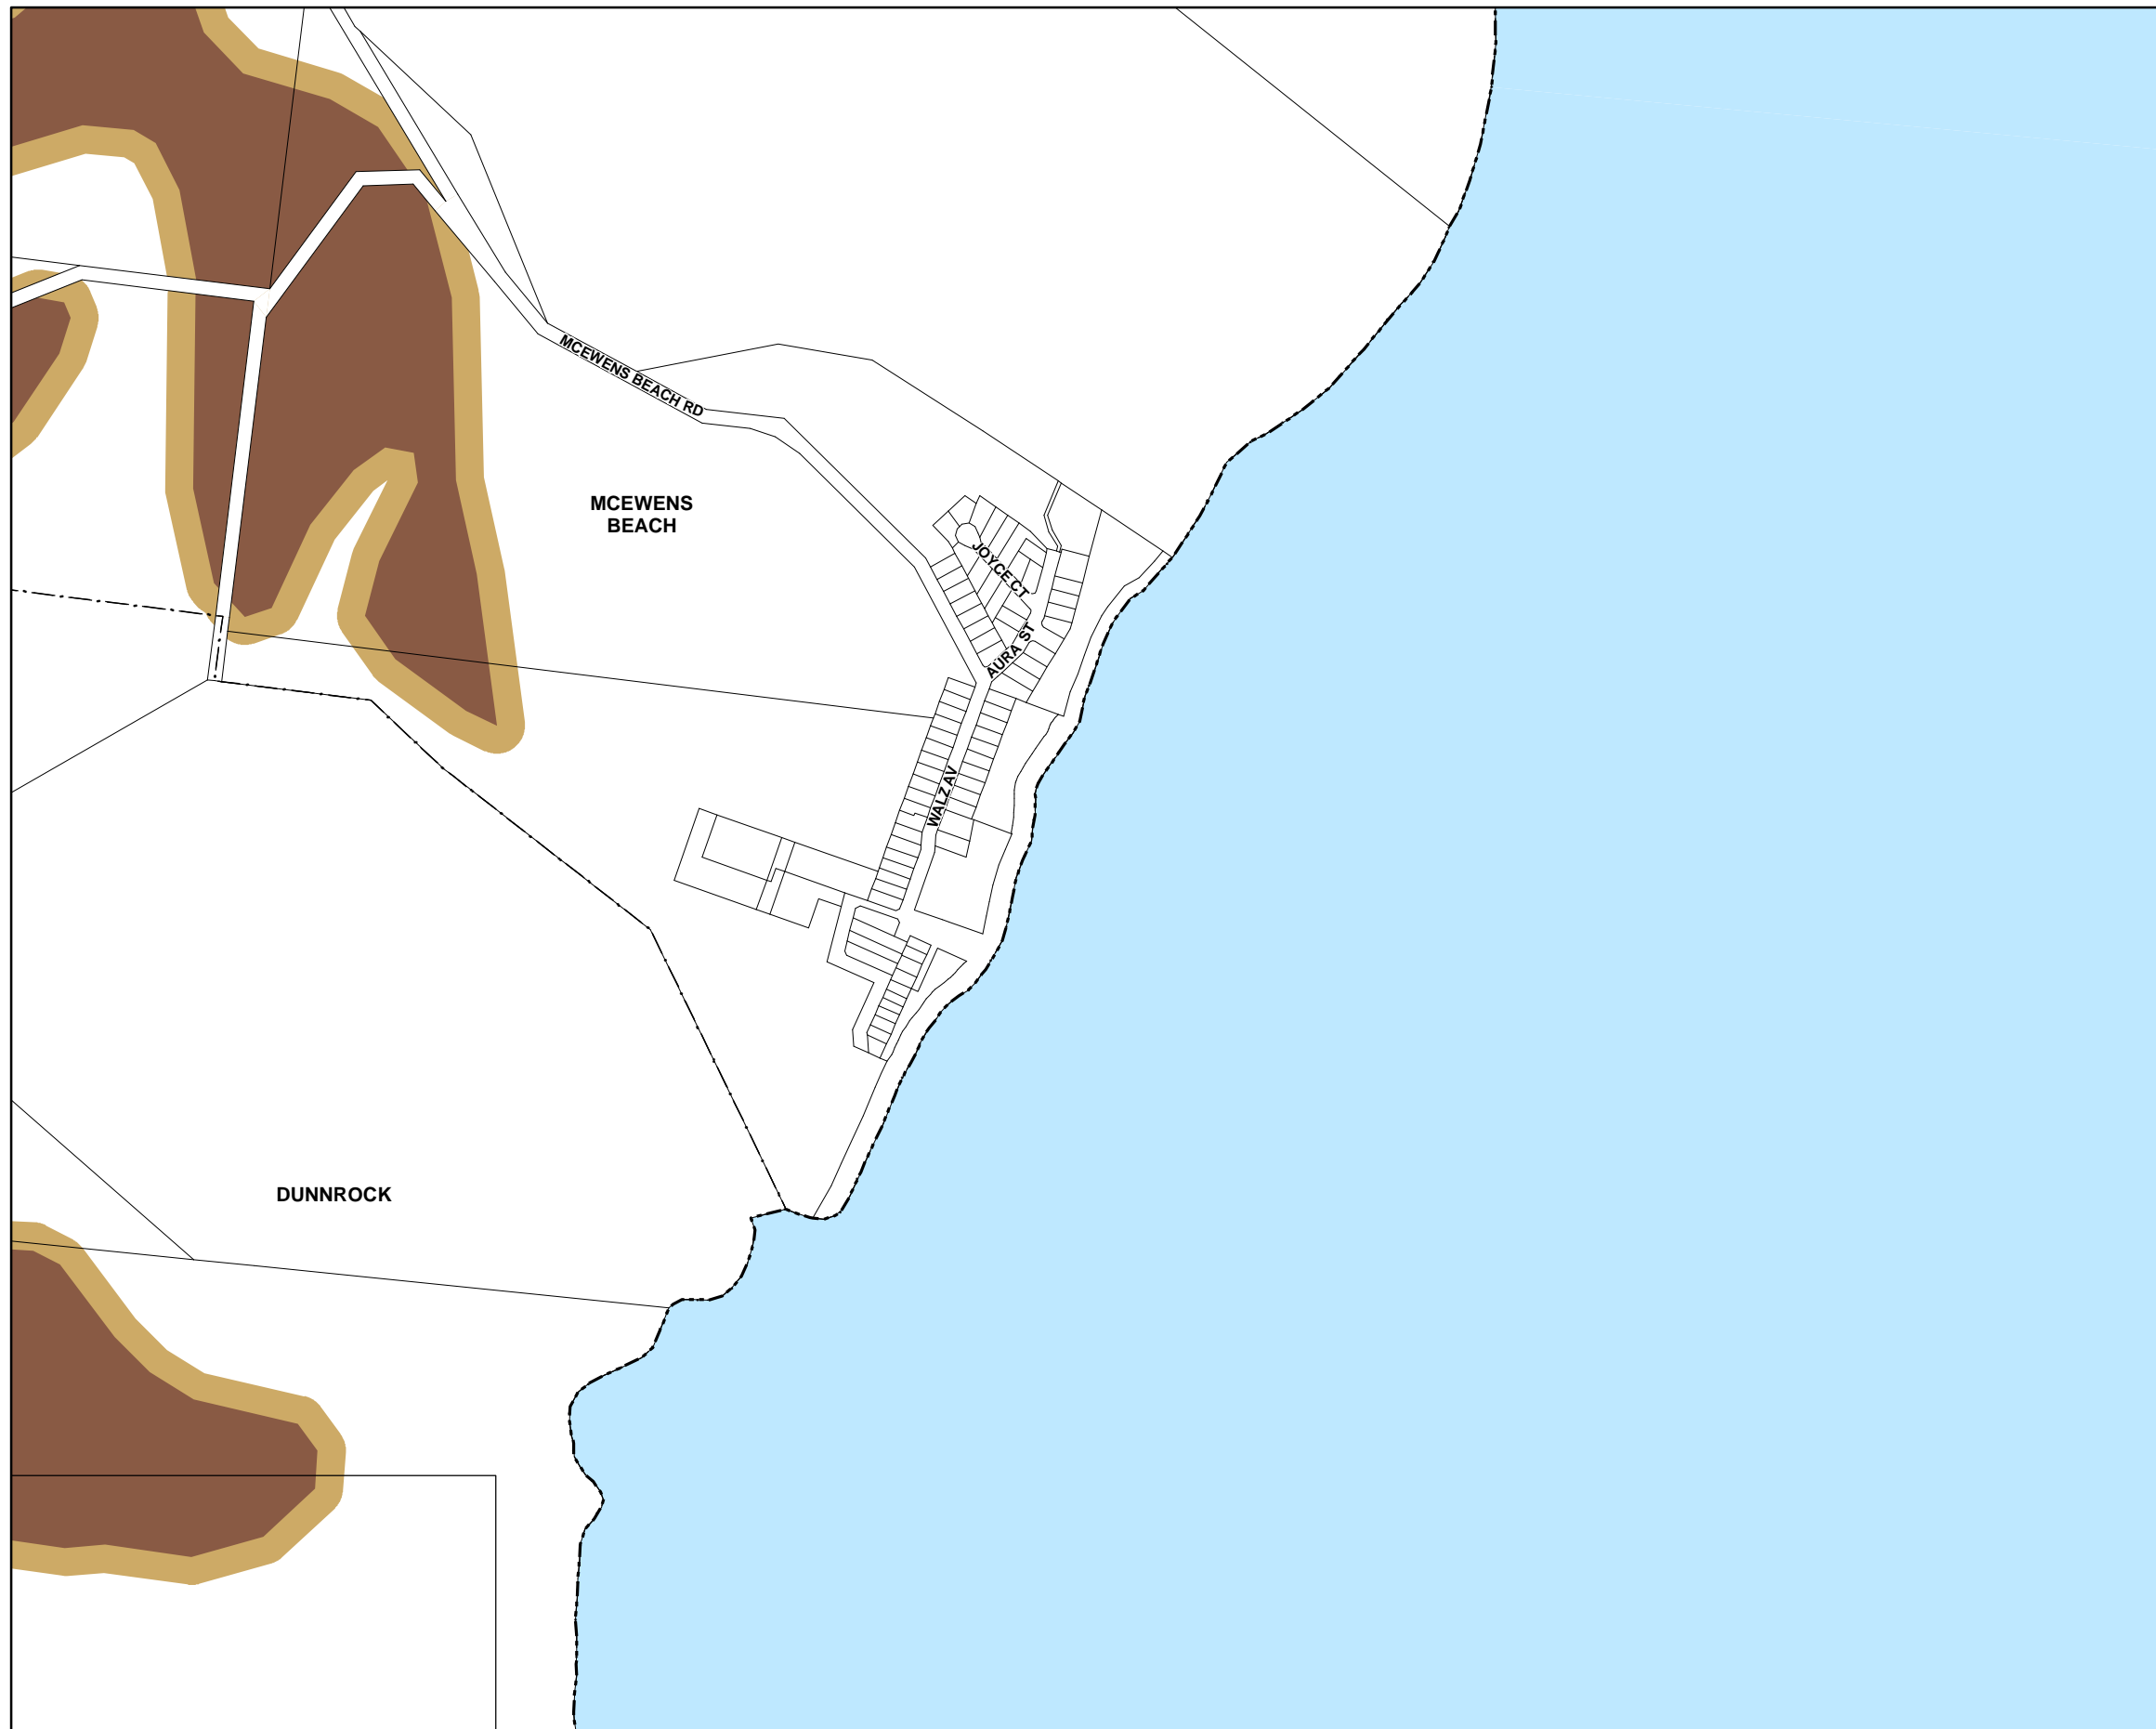 MCEWENS BEACH RD
MCEWENS
BEACH
JOYCE CT
AURA ST
WALZ AV
DUNNROCK